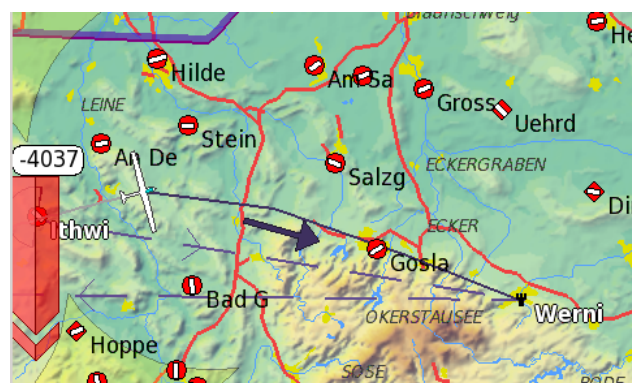 Braunschweig
He
Hilde
Am Sa
LEINE
Gross
Uehrd
Stein
An De
-4037
ECKERGRABEN
Salzg
Di
Ithwi
ECKER
Gosla
Bad G
Werni
OKERSTAUSEE
Hoppe
SÖSE
BODE